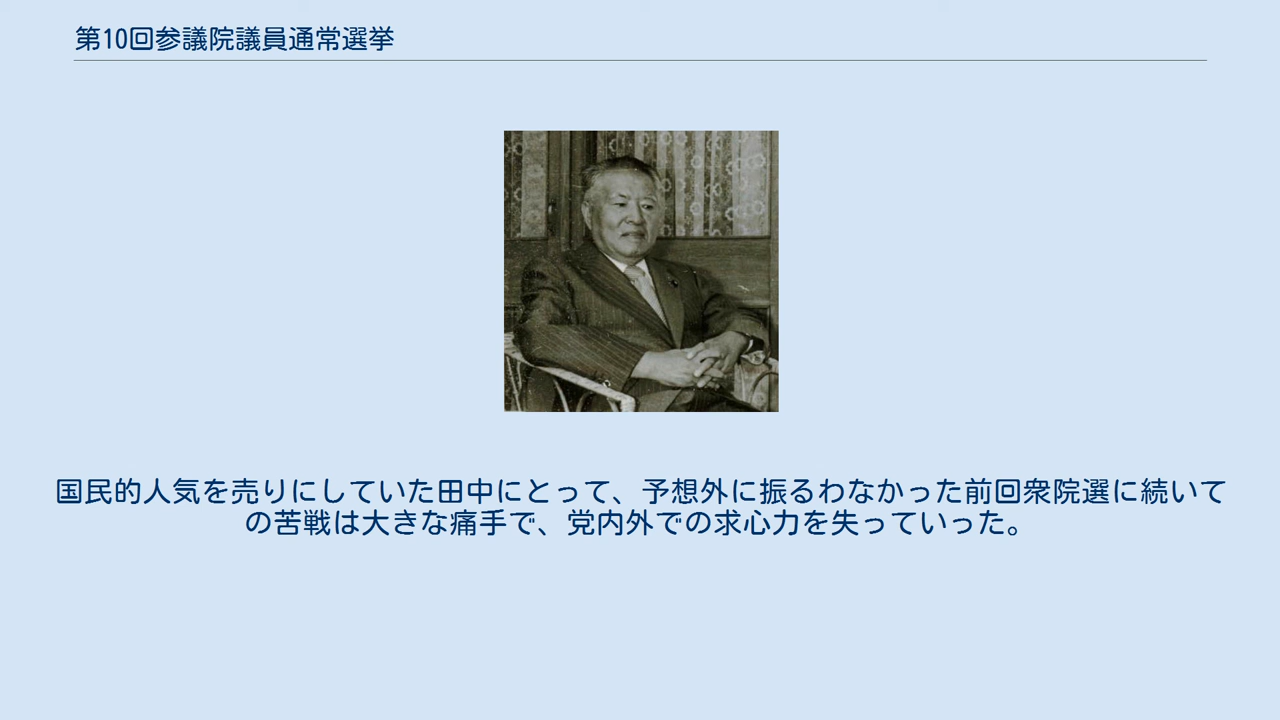 第10回参議院議員通常選挙
国民的人気を売りにしていた田中にとって、予想外に振るわなかった前回衆院選に続いて
の苦戦は大きな痛手で、党内外での求心力を失っていった。